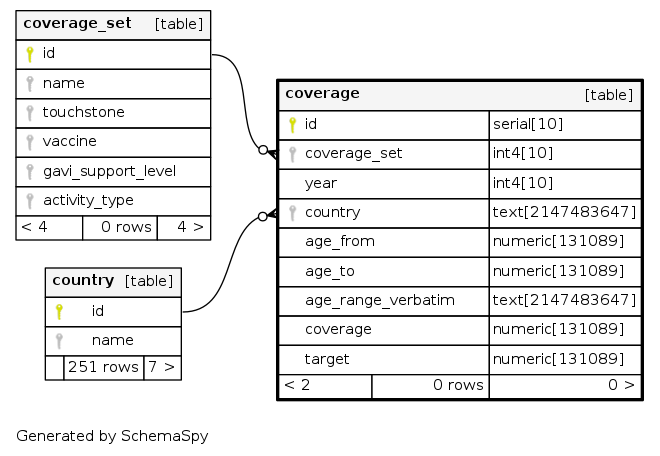 coverage_set [table]
id
name
touchstone
vaccine
gavi_support_level
activity_type
< 4 0 rows 4 >
country [table]
id
name
251 rows 7 >
coverage [table]
id serial[10]
coverage_set int4[10]
year int4[10]
country text[2147483647]
age_from numeric[131089]
age_to numeric[131089]
age_range_verbatim text[2147483647]
coverage numeric[131089]
target numeric[131089]
< 2 0 rows 0 >
Generated by SchemaSpy